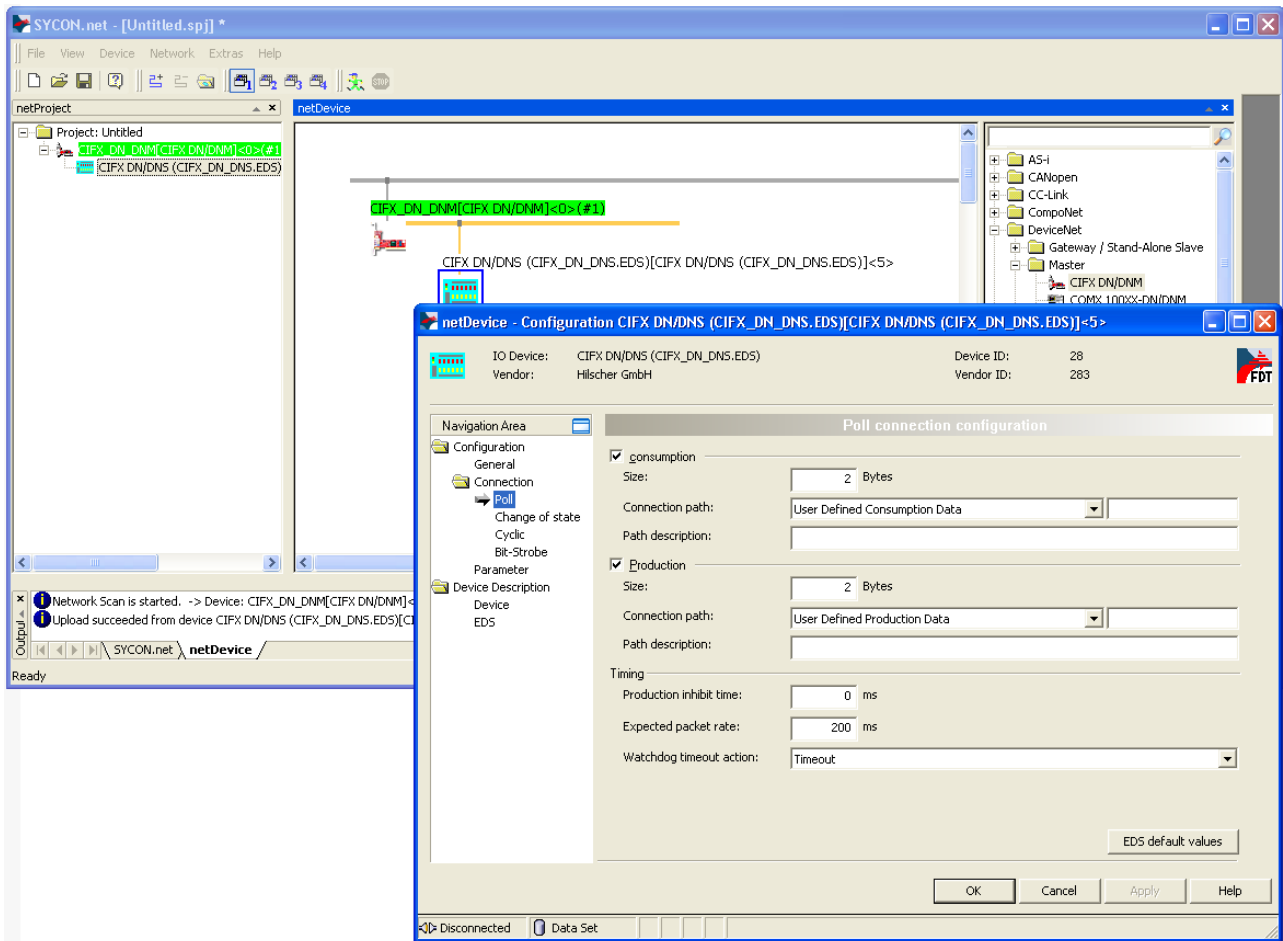 SYCON.net - [Untitled.spj] *
File View Device Network Extras Help
netProject
netDevice
Project: Untitled
CIFX_DN_DNM[CIFX DN/DNM]<0>(#1
CIFX DN/DNS (CIFX_DN_DNS.EDS)
CIFX_DN_DNM[CIFX DN/DNM]<0>(#1)
CIFX DN/DNS (CIFX_DN_DNS.EDS)[CIFX DN/DNS (CIFX_DN_DNS.EDS)]<5>
AS-i
CANopen
CC-Link
CompoNet
DeviceNet
Gateway / Stand-Alone Slave
Master
CIFX DN/DNM
COMX 100XX-DN/DNM
Output
Network Scan is started. -> Device: CIFX_DN_DNM[CIFX DN/DNM]<
Upload succeeded from device CIFX DN/DNS (CIFX_DN_DNS.EDS)[CI
SYCON.net netDevice
Ready
netDevice - Configuration CIFX DN/DNS (CIFX_DN_DNS.EDS)[CIFX DN/DNS (CIFX_DN_DNS.EDS)]<5>
IO Device: CIFX DN/DNS (CIFX_DN_DNS.EDS) Device ID: 28
Vendor: Hilscher GmbH Vendor ID: 283
FDT
Navigation Area
Configuration
General
Connection
Poll
Change of state
Cyclic
Bit-Strobe
Parameter
Device Description
Device
EDS
Poll connection configuration
consumption
Size: 2 Bytes
Connection path: User Defined Consumption Data
Path description:
Production
Size: 2 Bytes
Connection path: User Defined Production Data
Path description:
Timing
Production inhibit time: 0 ms
Expected packet rate: 200 ms
Watchdog timeout action: Timeout
EDS default values
OK Cancel Apply Help
Disconnected Data Set